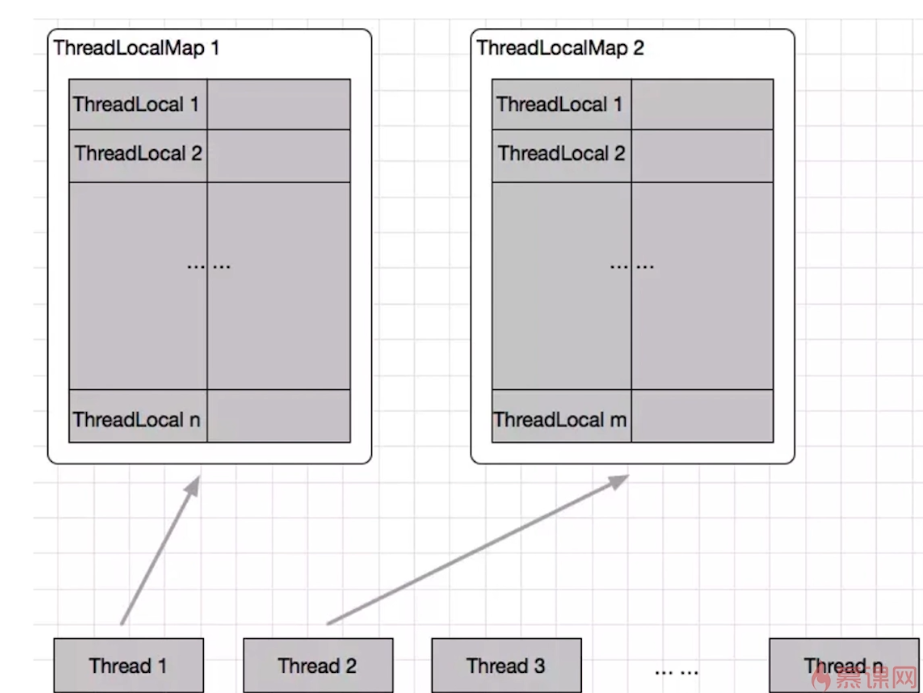 ThreadLocalMap 1
ThreadLocal 1
ThreadLocal 2
... ...
ThreadLocal n
ThreadLocalMap 2
ThreadLocal 1
ThreadLocal 2
... ...
ThreadLocal m
Thread 1
Thread 2
Thread 3
... ...
Thread n
慕课网